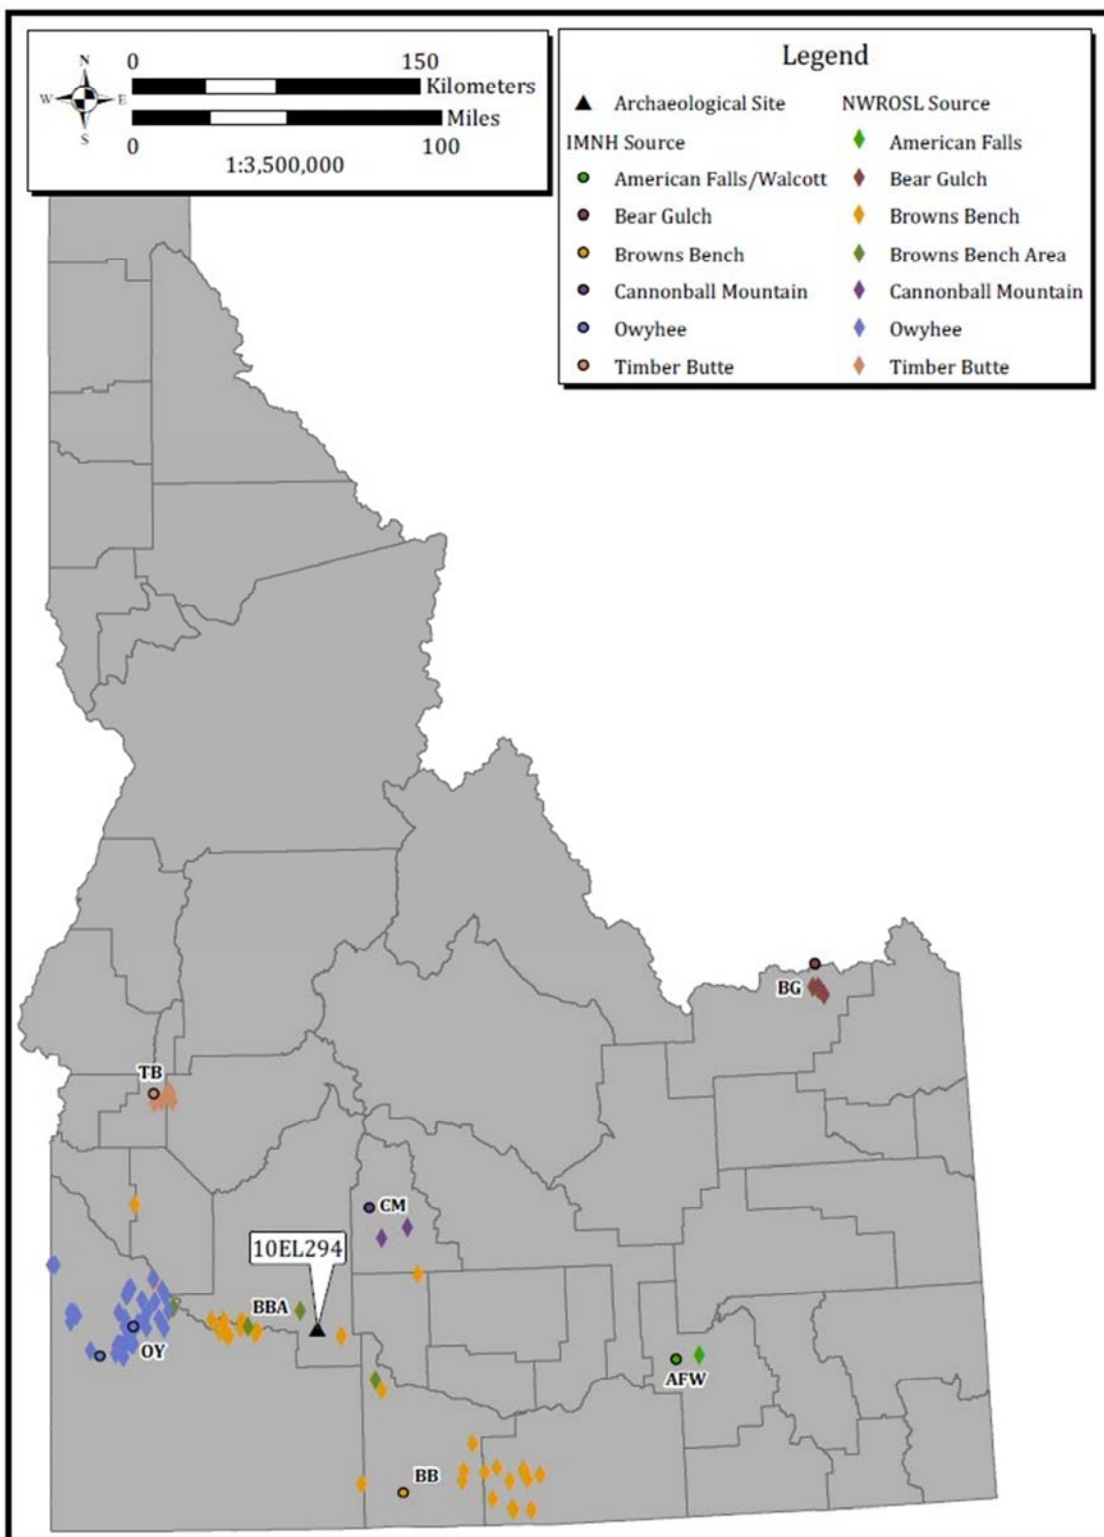 N
W E
S
0 150
Kilometers
Miles
0 100
1:3,500,000
Legend
Archaeological Site
IMNH Source
American Falls/Walcott
Bear Gulch
Browns Bench
Cannonball Mountain
Owyhee
Timber Butte
NWROSL Source
American Falls
Bear Gulch
Browns Bench
Browns Bench Area
Cannonball Mountain
Owyhee
Timber Butte
BG
TB
CM
10EL294
BBA
OY
AFW
BB